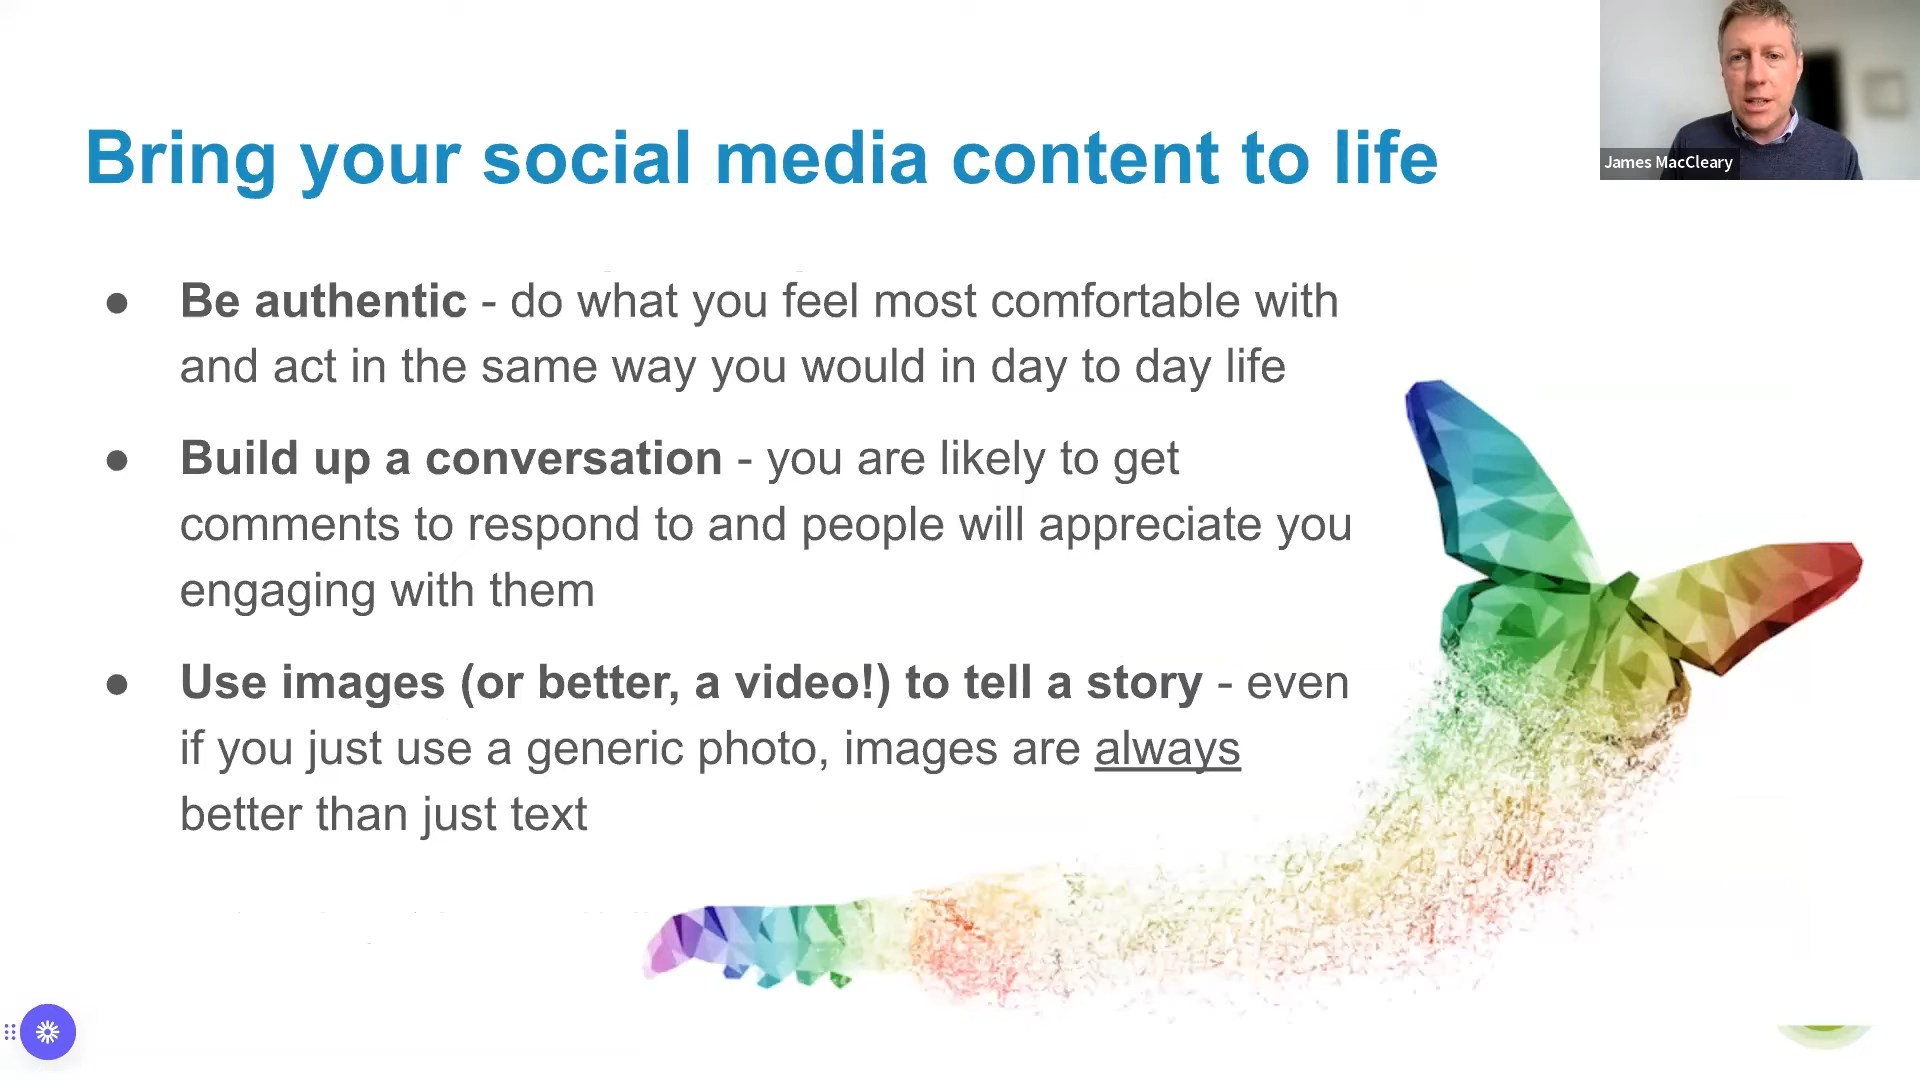 Bring your social media content to life
James MacCleary
● Be authentic - do what you feel most comfortable with
and act in the same way you would in day to day life
● Build up a conversation - you are likely to get
comments to respond to and people will appreciate you
engaging with them
● Use images (or better, a video!) to tell a story - even
if you just use a generic photo, images are always
better than just text